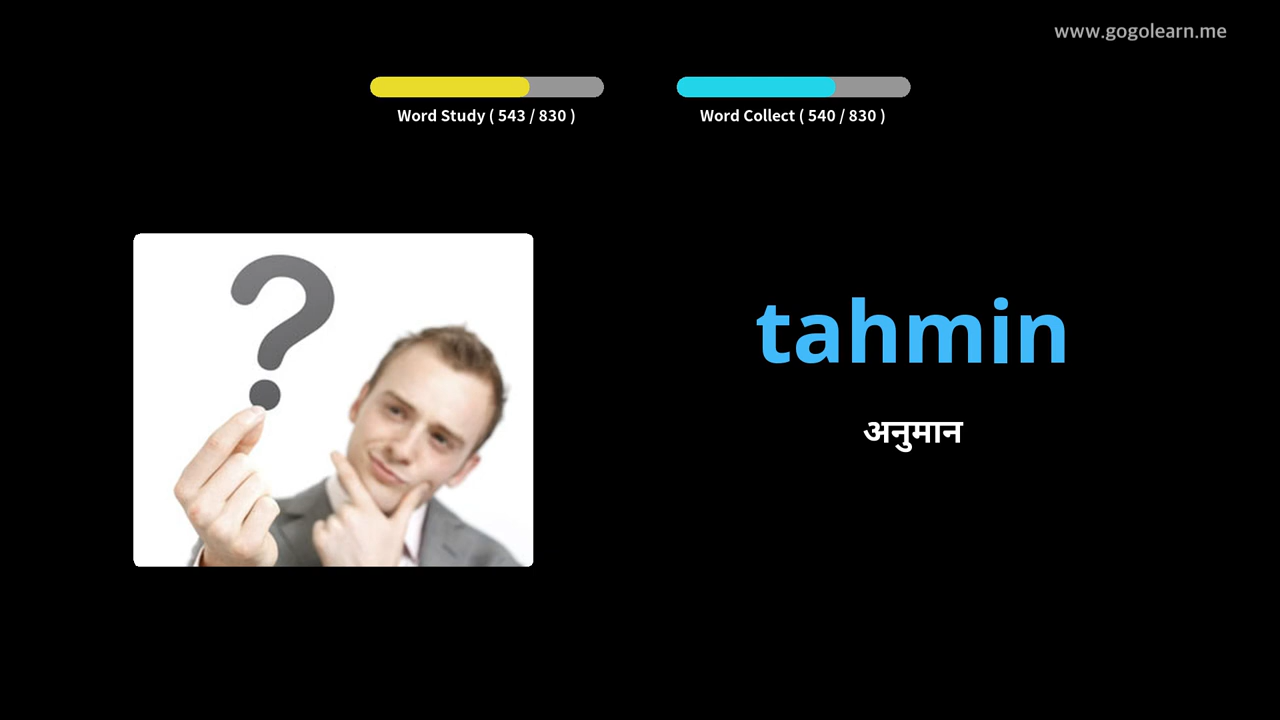 www.gogolearn.me
Word Study ( 543 / 830 )
Word Collect ( 540 / 830 )
?
tahmin
अनुमान